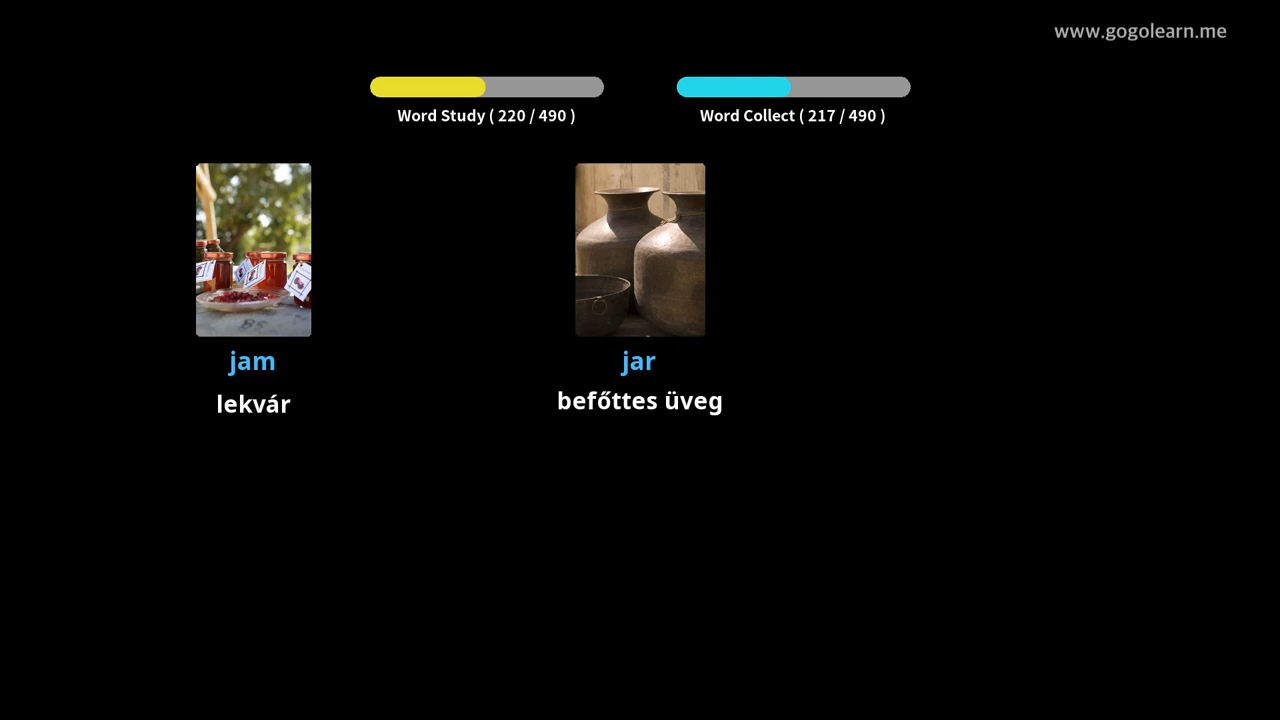 www.gogolearn.me
Word Study ( 220 / 490 )
Word Collect ( 217 / 490 )
jam
lekvár
jar
befőttes üveg